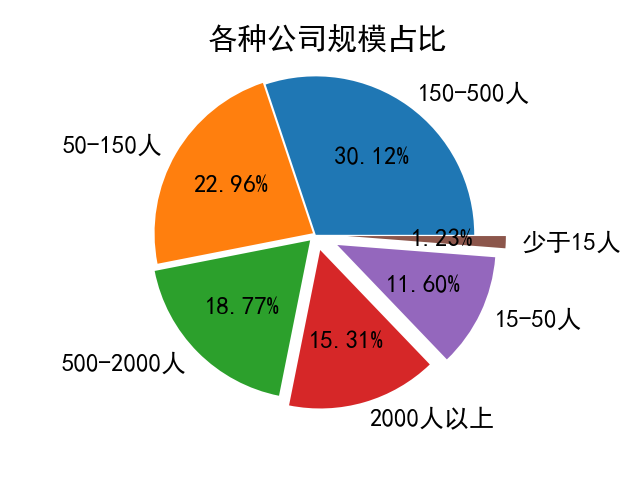 各种公司规模占比
150-500人
30.12%
50-150人
22.96%
500-2000人
18.77%
2000人以上
15.31%
15-50人
11.60%
少于15人
1.23%